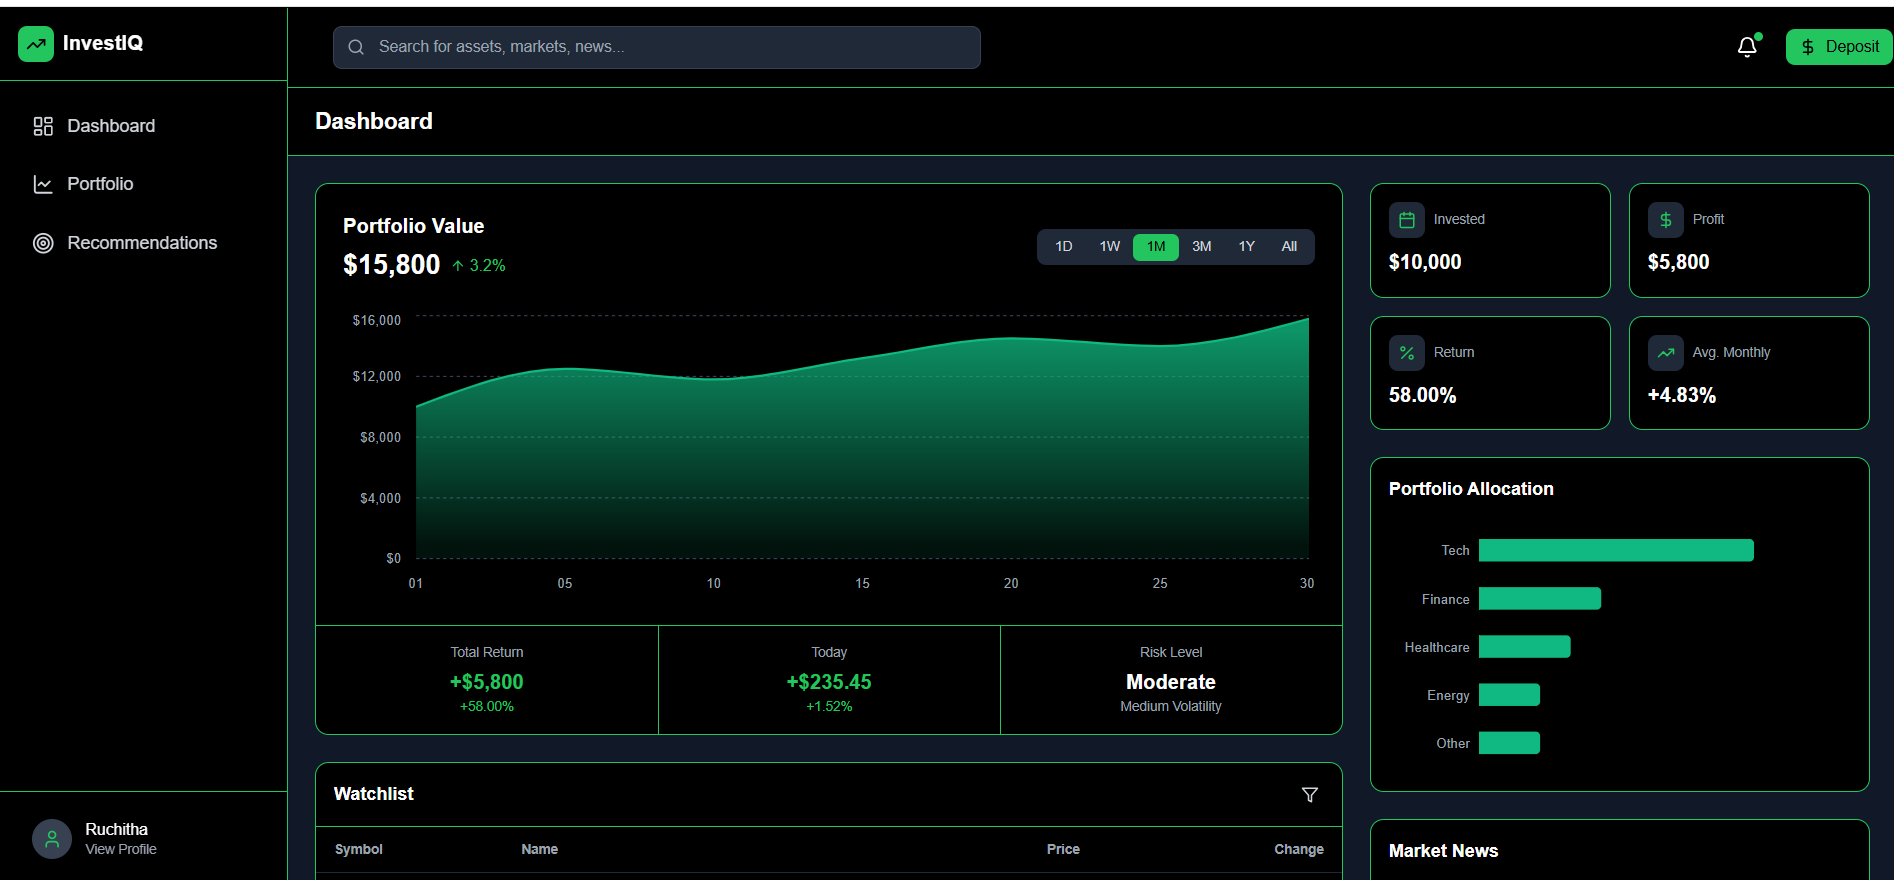 InvestIQ
Search for assets, markets, news...
Deposit
Dashboard
Portfolio
Recommendations
Dashboard
Portfolio Value
$15,800 ↑ 3.2%
1D 1W 1M 3M 1Y All
$16,000
$12,000
$8,000
$4,000
$0
01 05 10 15 20 25 30
Total Return
+$5,800
+58.00%
Today
+$235.45
+1.52%
Risk Level
Moderate
Medium Volatility
Invested
$10,000
Profit
$5,800
Return
58.00%
Avg. Monthly
+4.83%
Portfolio Allocation
Tech
Finance
Healthcare
Energy
Other
Watchlist
Symbol Name Price Change
Market News
Ruchitha
View Profile